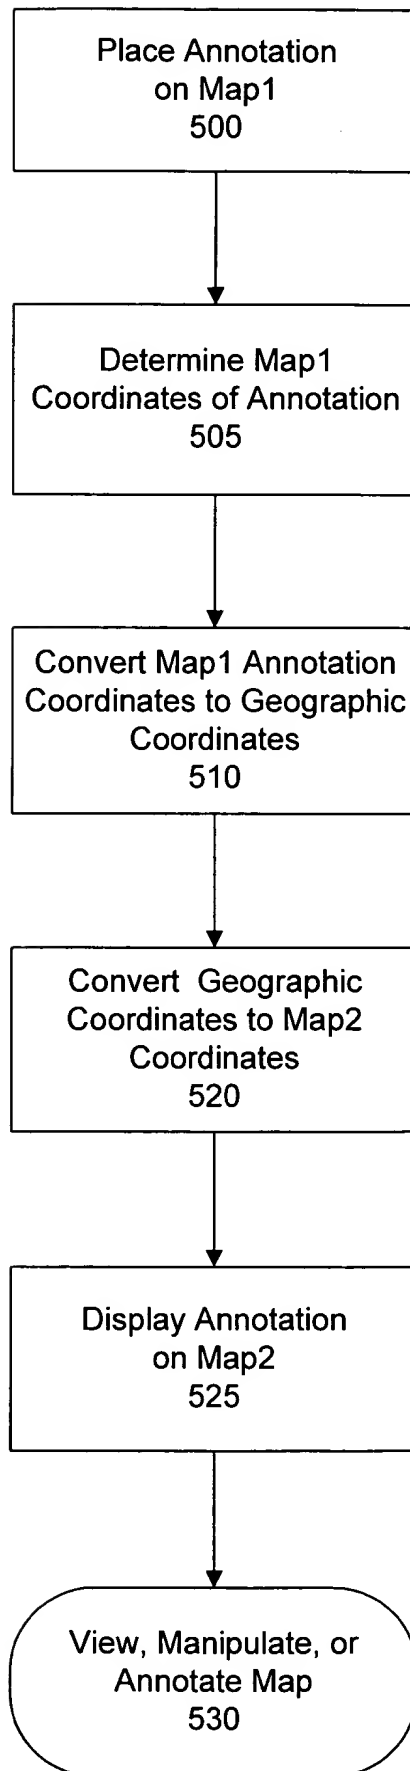 Place Annotation
on Map1
500
Determine Map1
Coordinates of Annotation
505
Convert Map1 Annotation
Coordinates to Geographic
Coordinates
510
Convert Geographic
Coordinates to Map2
Coordinates
520
Display Annotation
on Map2
525
View, Manipulate, or
Annotate Map
530